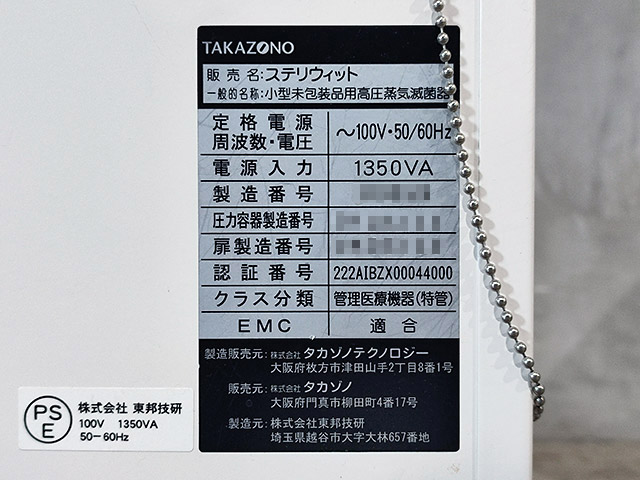 TAKAZONO
販売名:ステリウィット
一般的名称:小型未包装品用高圧蒸気滅菌器
定格電源 ～100V・50/60Hz
周波数・電圧
電源入力 1350VA
製造番号
圧力容器製造番号
扉製造番号
認証番号 222AIBZX00044000
クラス分類 管理医療機器(特管)
EMC 適合
製造販売元:株式会社 タカゾノテクノロジー
大阪府枚方市津田山手2丁目8番1号
販売元:株式会社 タカゾノ
大阪府門真市柳田町4番17号
製造元:株式会社 東邦技研
埼玉県越谷市大字大林657番地
PS
E
株式会社 東邦技研
100V 1350VA
50-60Hz